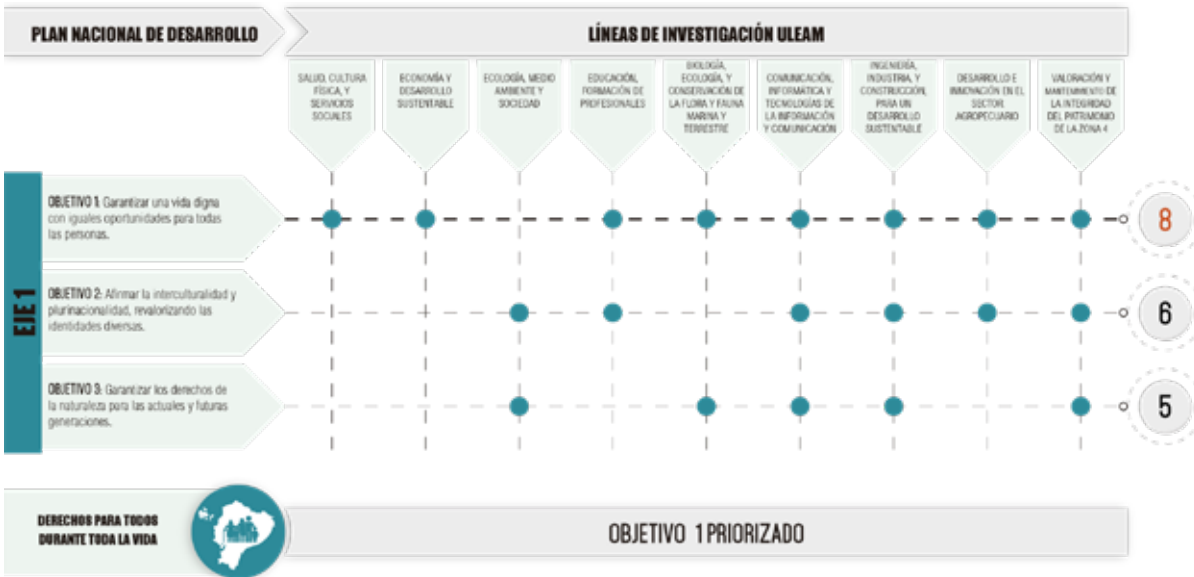 PLAN NACIONAL DE DESARROLLO
LÍNEAS DE INVESTIGACIÓN ULEAM
SALUD, CULTURA
FÍSICA, Y
SERVICIOS
SOCIALES
ECONOMÍA Y
DESARROLLO
SUSTENTABLE
ECOLOGÍA, MEDIO
AMBIENTE Y
SOCIEDAD
EDUCACIÓN,
FORMACIÓN DE
PROFESIONALES
BIOLOGÍA,
ECOLOGÍA, Y
CONSERVACIÓN DE
LA FLORA Y FAUNA
MARINA Y
TERRESTRE
COMUNICACIÓN,
INFORMÁTICA Y
TECNOLOGÍAS DE
LA INFORMACIÓN
Y COMUNICACIÓN
INGENIERÍA,
INDUSTRIA, Y
CONSTRUCCIÓN,
PARA UN
DESARROLLO
SUSTENTABLE
DESARROLLO E
INNOVACIÓN EN EL
SECTOR
AGROPECUARIO
VALORACIÓN Y
MANTENIMIENTO DE
LA INTEGRIDAD
DEL PATRIMONIO
DE LA ZONA 4
EJE 1
OBJETIVO 1: Garantizar una vida digna
con iguales oportunidades para todas
las personas.
8
OBJETIVO 2: Afirmar la interculturalidad y
plurinacionalidad, revalorizando las
identidades diversas.
6
OBJETIVO 3: Garantizar los derechos de
la naturaleza para las actuales y futuras
generaciones.
5
DERECHOS PARA TODOS
DURANTE TODA LA VIDA
OBJETIVO 1 PRIORIZADO